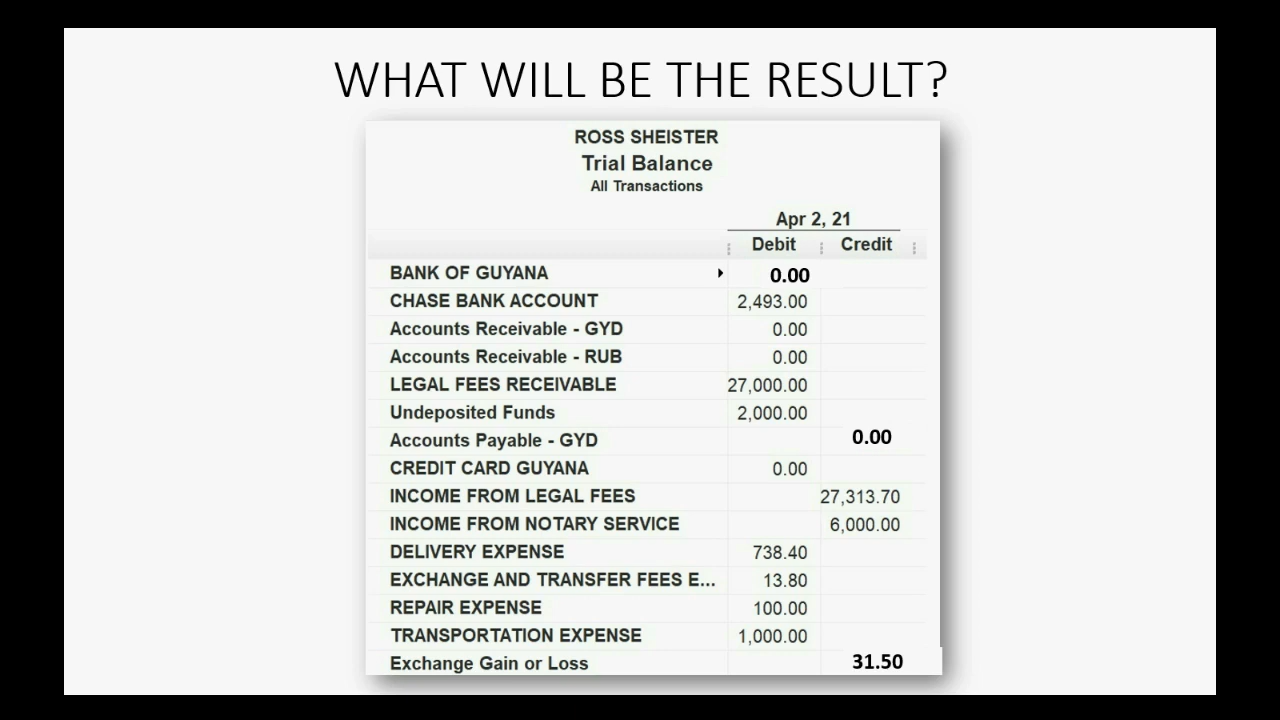 WHAT WILL BE THE RESULT?
ROSS SHEISTER
Trial Balance
All Transactions
Apr 2, 21
Debit Credit
BANK OF GUYANA 0.00
CHASE BANK ACCOUNT 2,493.00
Accounts Receivable - GYD 0.00
Accounts Receivable - RUB 0.00
LEGAL FEES RECEIVABLE 27,000.00
Undeposited Funds 2,000.00
Accounts Payable - GYD 0.00
CREDIT CARD GUYANA 0.00
INCOME FROM LEGAL FEES 27,313.70
INCOME FROM NOTARY SERVICE 6,000.00
DELIVERY EXPENSE 738.40
EXCHANGE AND TRANSFER FEES E... 13.80
REPAIR EXPENSE 100.00
TRANSPORTATION EXPENSE 1,000.00
Exchange Gain or Loss 31.50